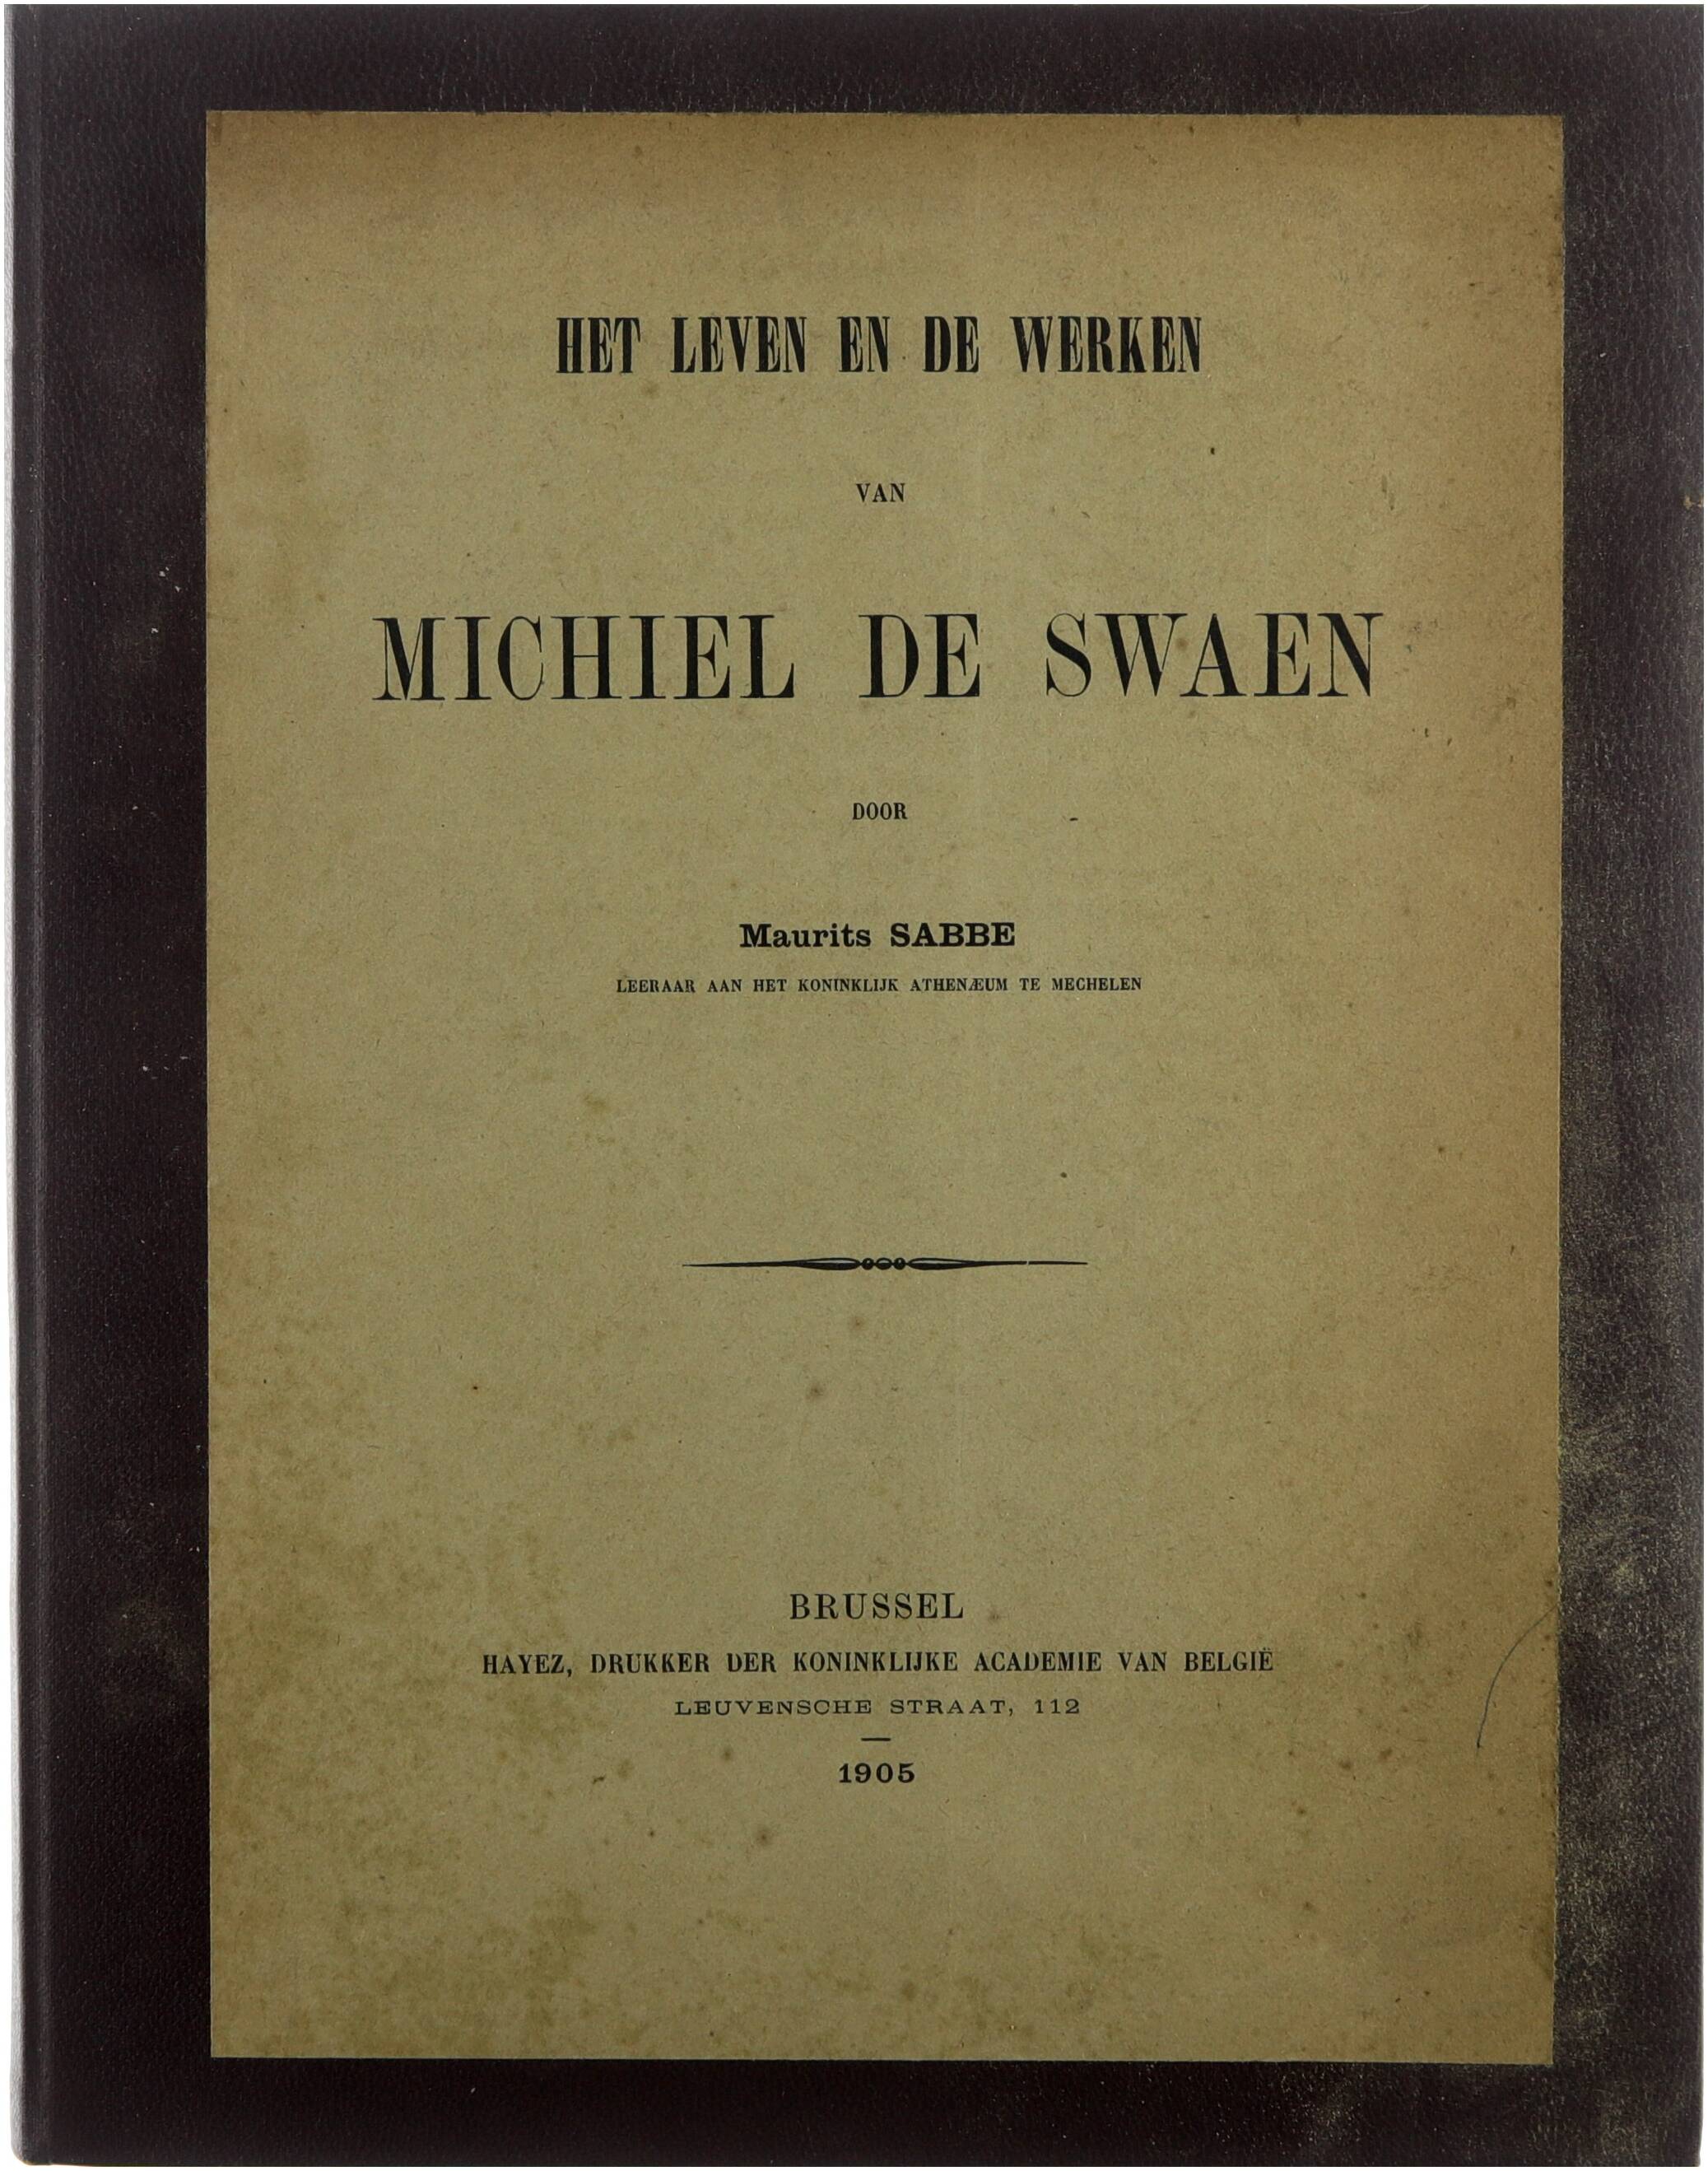 HET LEVEN EN DE WERKEN
VAN
MICHIEL DE SWAEN
DOOR
Maurits SABBE
LEERAAR AAN HET KONINKLIJK ATHENÆUM TE MECHELEN
BRUSSEL
HAYEZ, DRUKKER DER KONINKLIJKE ACADEMIE VAN BELGIË
LEUVENSCHE STRAAT, 112
1905